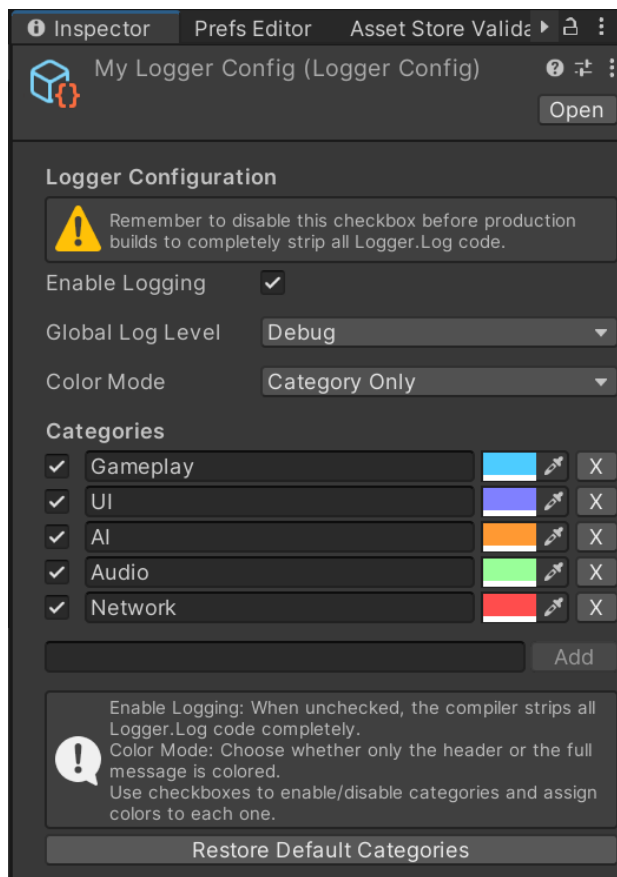 Inspector Prefs Editor Asset Store Valida
My Logger Config (Logger Config)
Open
Logger Configuration
Remember to disable this checkbox before production
builds to completely strip all Logger.Log code.
Enable Logging
Global Log Level Debug
Color Mode Category Only
Categories
Gameplay X
UI X
AI X
Audio X
Network X
Add
Enable Logging: When unchecked, the compiler strips all
Logger.Log code completely.
Color Mode: Choose whether only the header or the full
message is colored.
Use checkboxes to enable/disable categories and assign
colors to each one.
Restore Default Categories